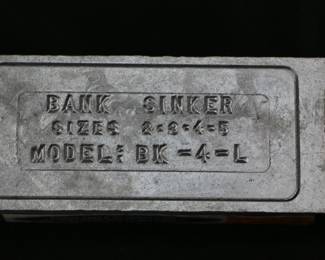 BANK SINKER
SIZES 2-3-4-5
MODEL: BK-4-L